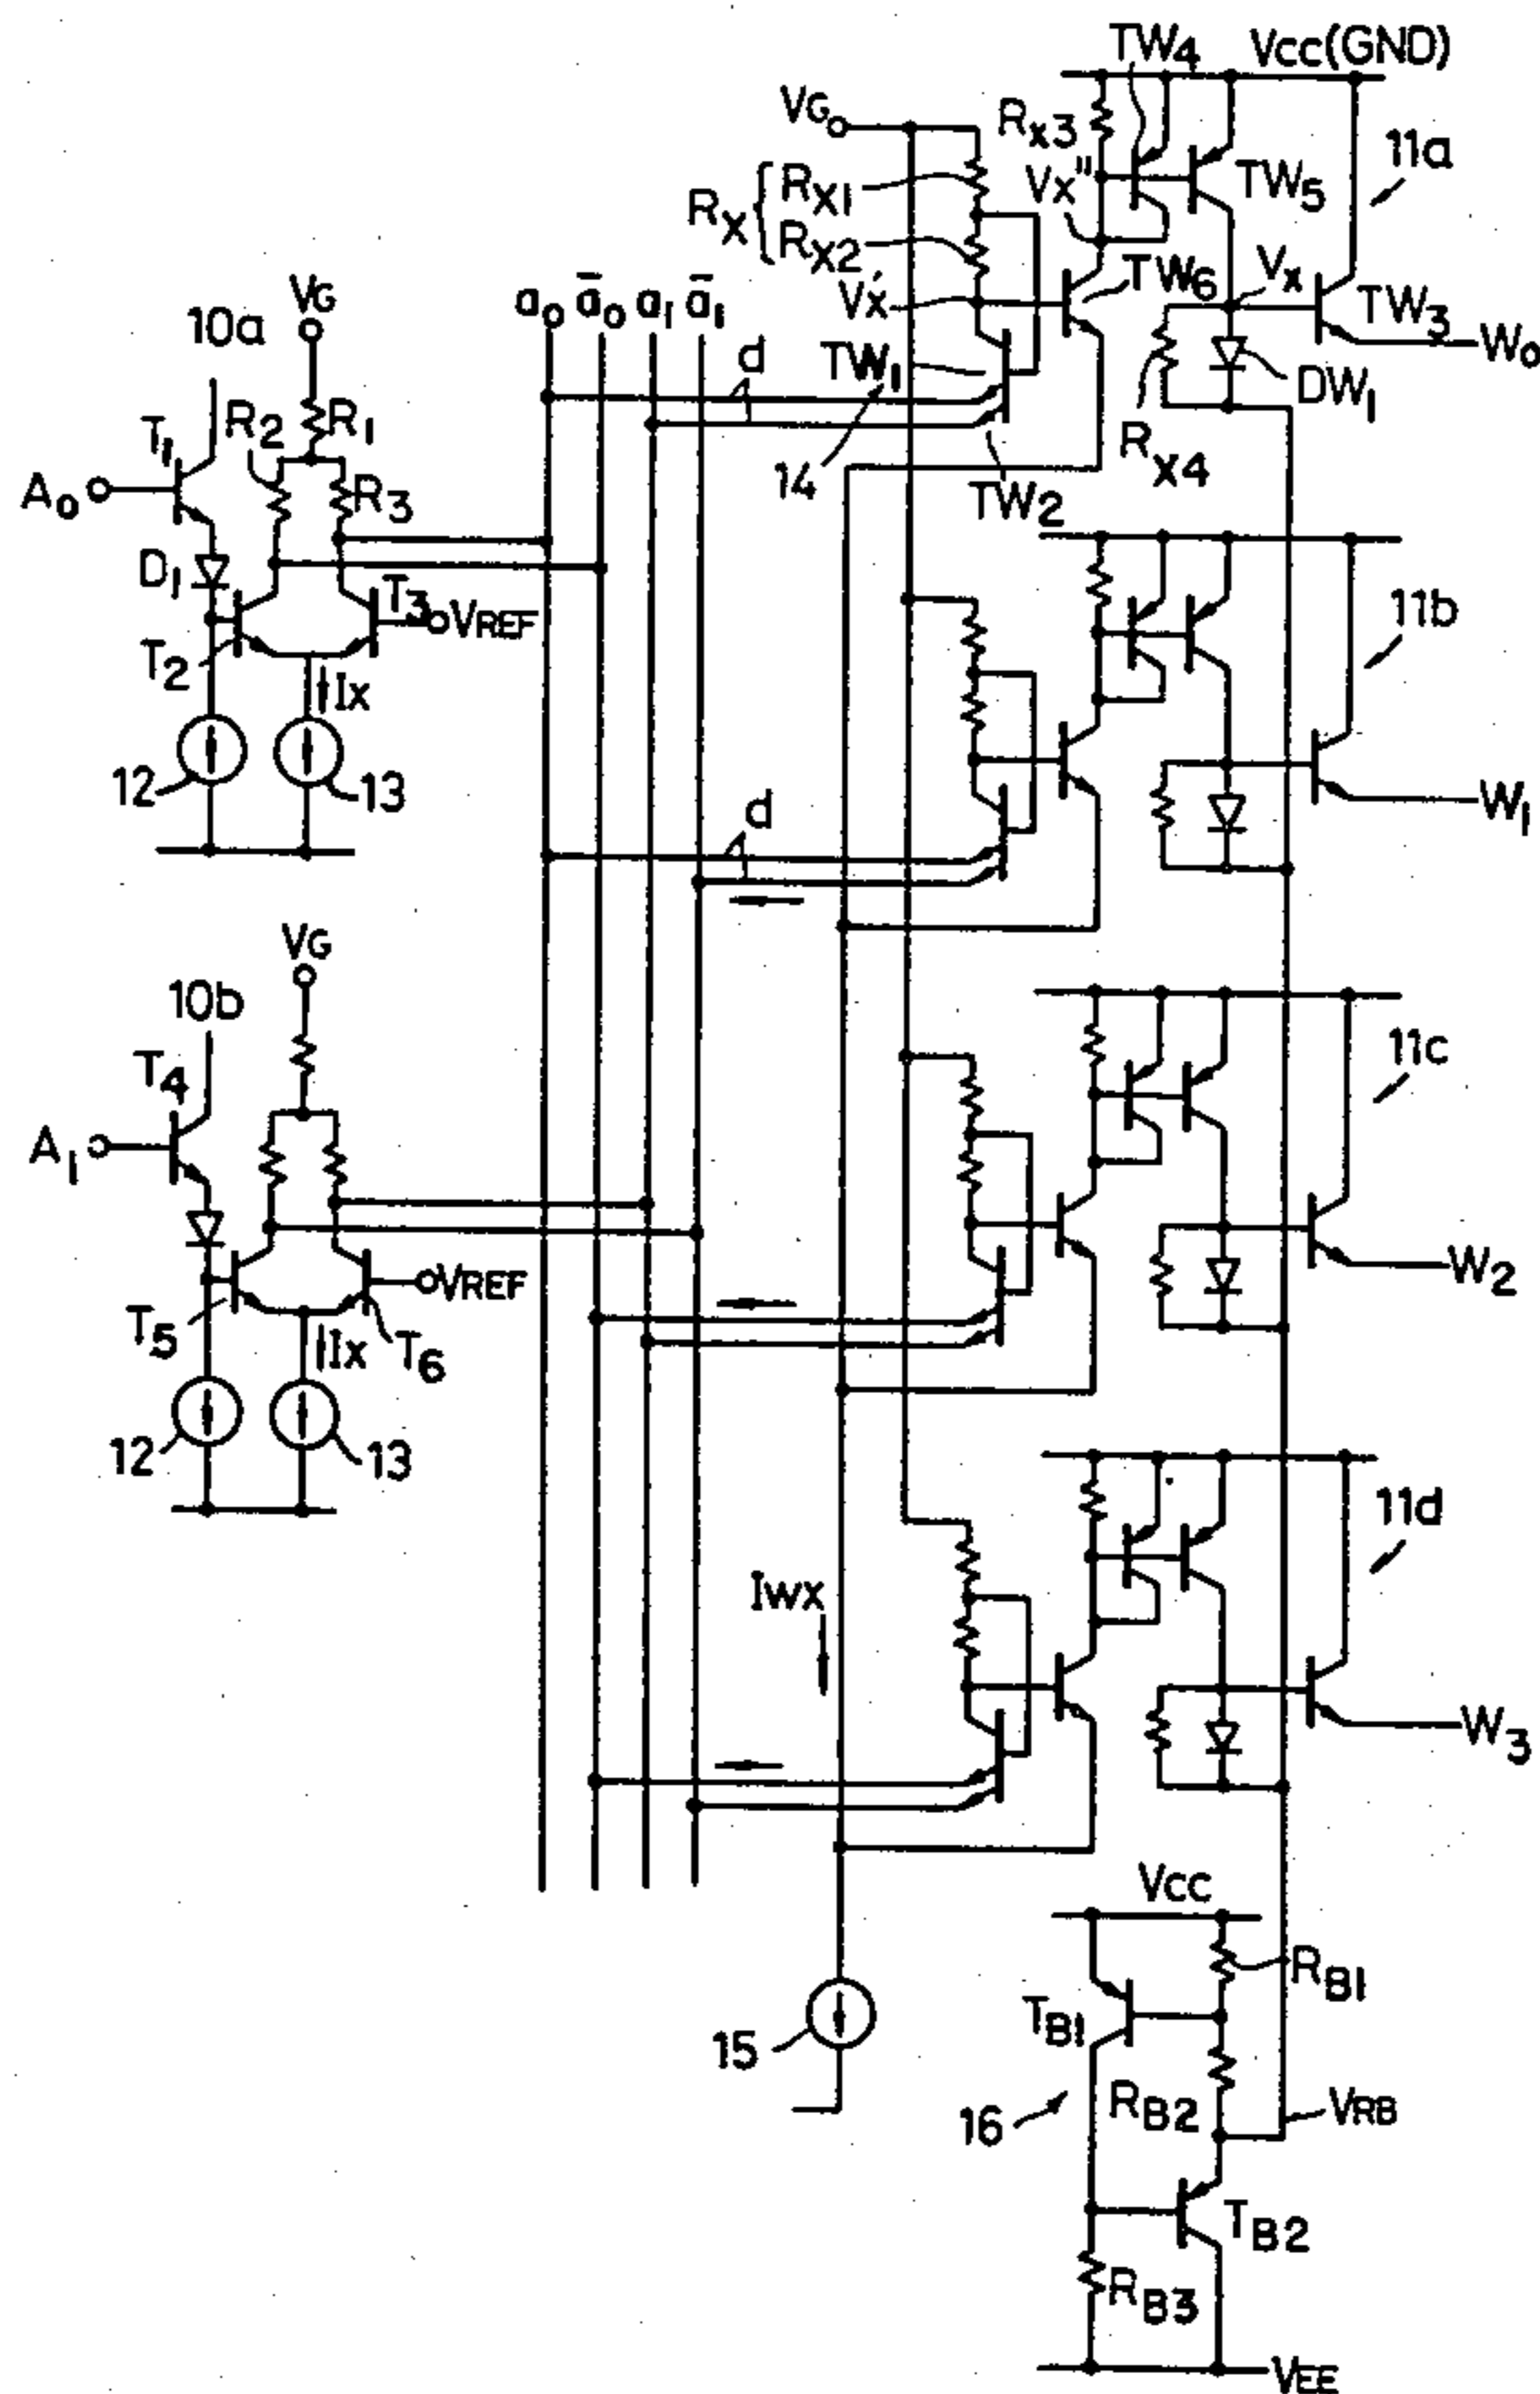 TW4
Vcc(GND)
VG
Rx3
11a
Rx { Rx1
Vx"
TW5
Rx2
VG
a0 ā0 a1 ā1
Vx'
TW6
Vx
10a
TW3
W0
TW1
d
DW1
R2
R1
T1
A0
R3
14
Rx4
TW2
D1
T3
VREF
11b
T2
Ix
12
13
d
W1
VG
10b
T4
11c
A1
VREF
W2
T5
Ix
T6
12
13
11d
Iwx
W3
Vcc
RB1
TB1
15
RB2
VRB
16
TB2
RB3
VEE